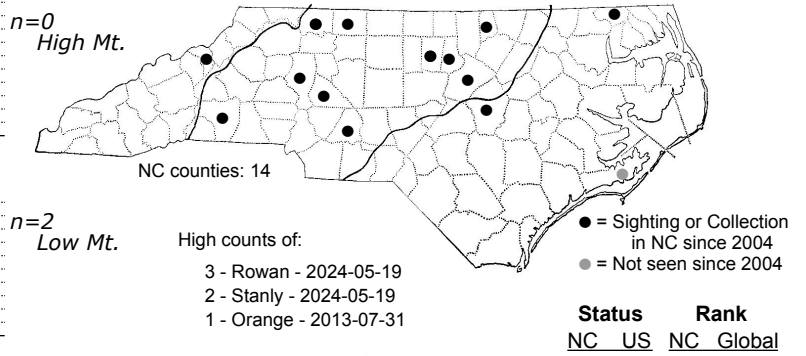 n=0
High Mt.
NC counties: 14
n=2
Low Mt.
High counts of:
3 - Rowan - 2024-05-19
2 - Stanly - 2024-05-19
1 - Orange - 2013-07-31
= Sighting or Collection
in NC since 2004
= Not seen since 2004
Status Rank
NC US NC Global